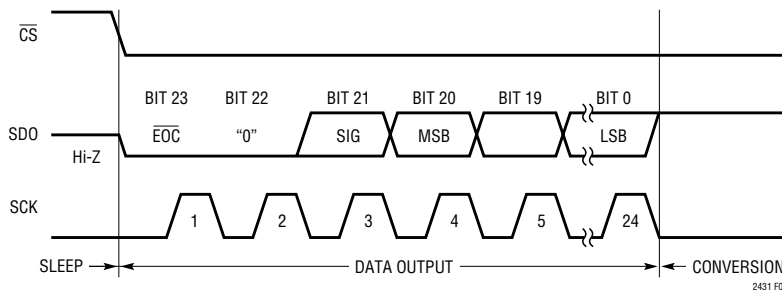 CS
BIT 23 BIT 22 BIT 21 BIT 20 BIT 19 BIT 0
SDO EOC "0" SIG MSB LSB
Hi-Z
SCK 1 2 3 4 5 24
SLEEP DATA OUTPUT CONVERSION
2431 F0